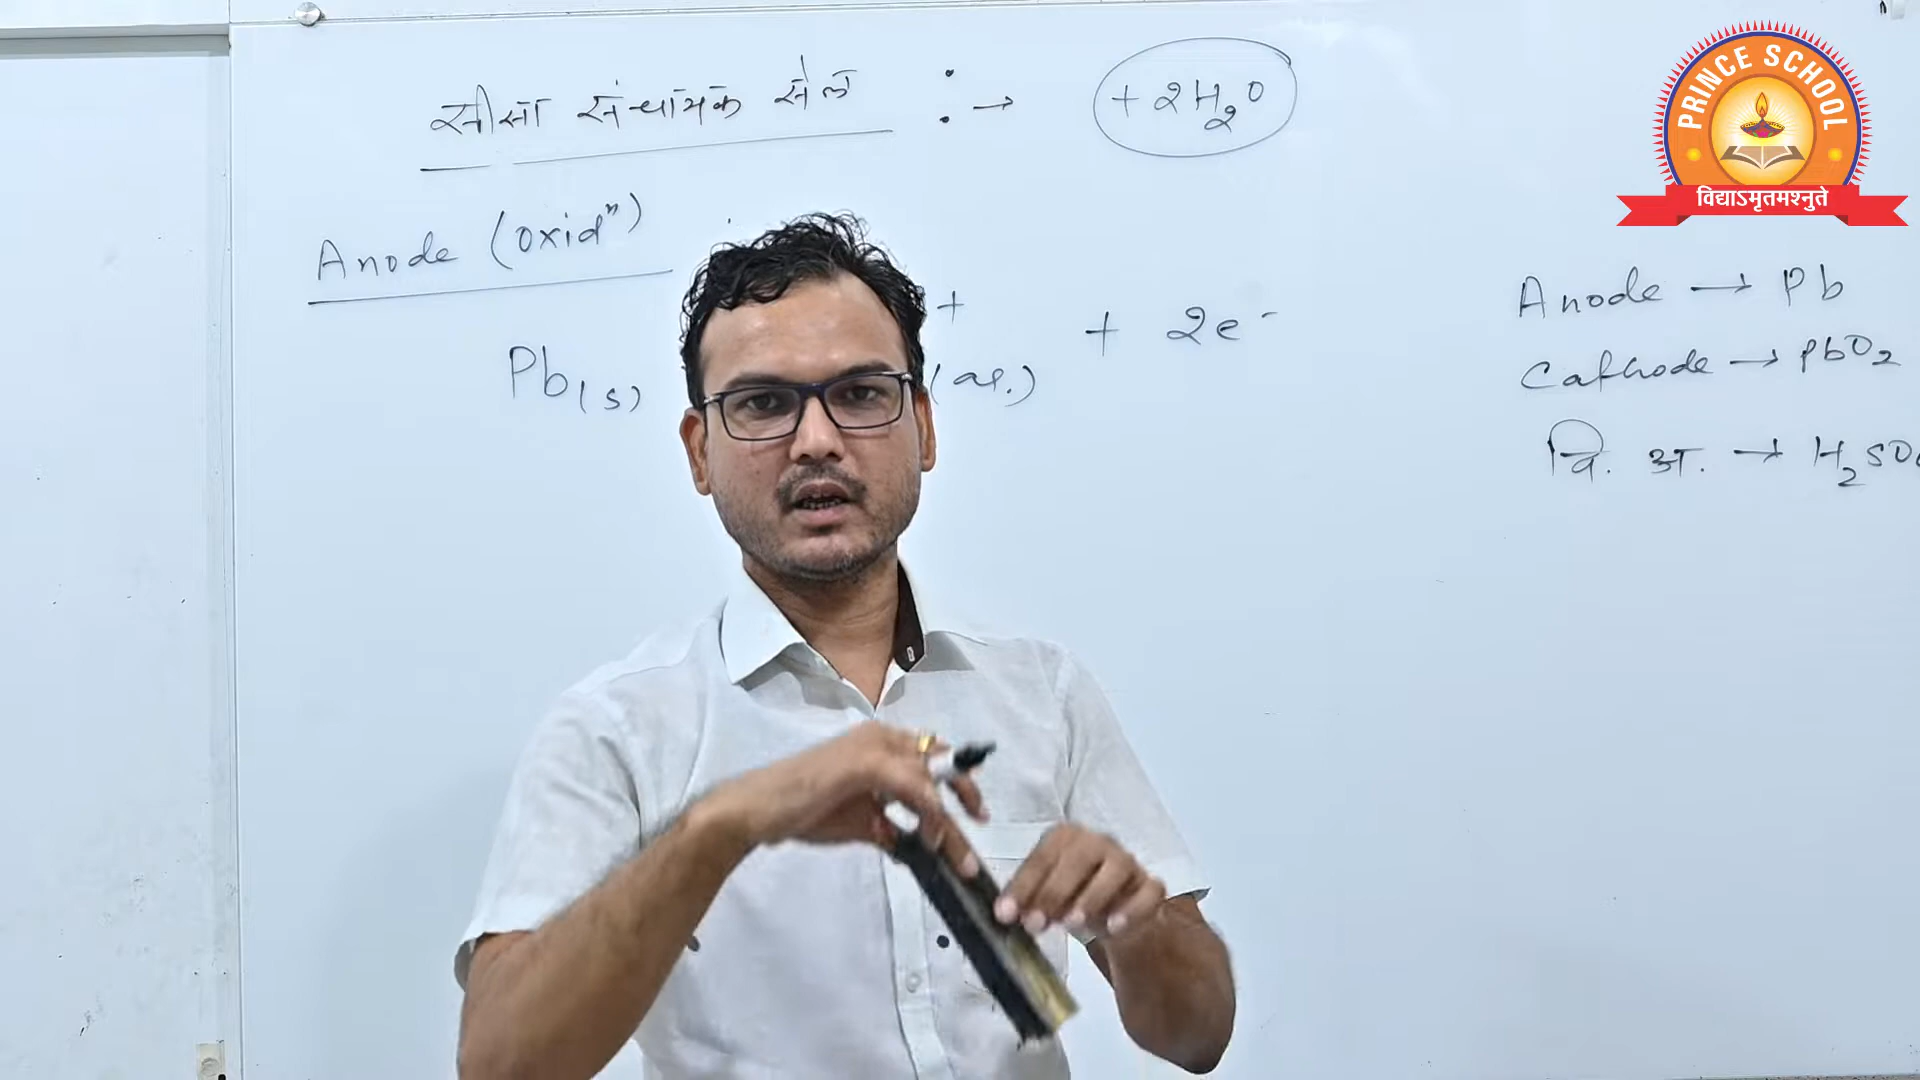 सीसा संचायक सेल :→ + 2H₂O
PRINCE SCHOOL
विद्याऽमृतमश्नुते
Anode (oxidⁿ)
Pb(s) + (aq.) + 2e⁻
Anode → Pb
Cathode → PbO₂
वि. अ. → H₂SO